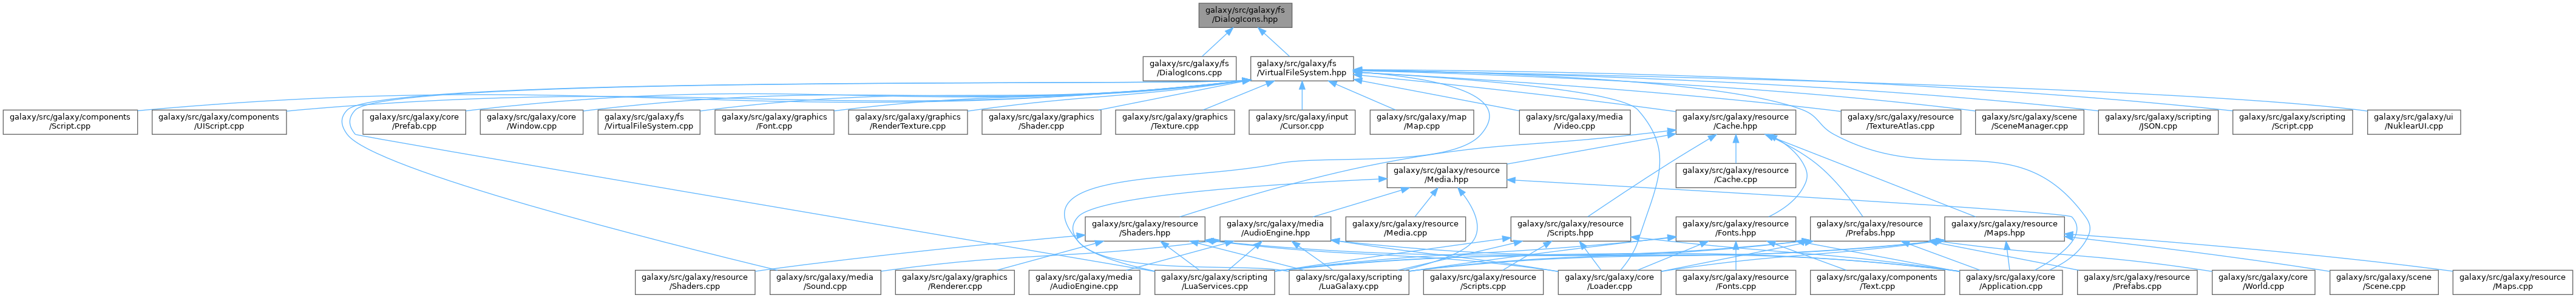 galaxy/src/galaxy/fs
/DialogIcons.hpp
galaxy/src/galaxy/fs
/DialogIcons.cpp
galaxy/src/galaxy/fs
/VirtualFileSystem.hpp
galaxy/src/galaxy/components
/Script.cpp
galaxy/src/galaxy/components
/UIScript.cpp
galaxy/src/galaxy/core
/Prefab.cpp
galaxy/src/galaxy/core
/Window.cpp
galaxy/src/galaxy/fs
/VirtualFileSystem.cpp
galaxy/src/galaxy/graphics
/Font.cpp
galaxy/src/galaxy/graphics
/RenderTexture.cpp
galaxy/src/galaxy/graphics
/Shader.cpp
galaxy/src/galaxy/graphics
/Texture.cpp
galaxy/src/galaxy/input
/Cursor.cpp
galaxy/src/galaxy/map
/Map.cpp
galaxy/src/galaxy/media
/Video.cpp
galaxy/src/galaxy/resource
/Cache.hpp
galaxy/src/galaxy/resource
/TextureAtlas.cpp
galaxy/src/galaxy/scene
/SceneManager.cpp
galaxy/src/galaxy/scripting
/JSON.cpp
galaxy/src/galaxy/scripting
/Script.cpp
galaxy/src/galaxy/ui
/NuklearUI.cpp
galaxy/src/galaxy/resource
/Media.hpp
galaxy/src/galaxy/resource
/Cache.cpp
galaxy/src/galaxy/resource
/Shaders.hpp
galaxy/src/galaxy/media
/AudioEngine.hpp
galaxy/src/galaxy/resource
/Media.cpp
galaxy/src/galaxy/resource
/Scripts.hpp
galaxy/src/galaxy/resource
/Fonts.hpp
galaxy/src/galaxy/resource
/Prefabs.hpp
galaxy/src/galaxy/resource
/Maps.hpp
galaxy/src/galaxy/resource
/Shaders.cpp
galaxy/src/galaxy/media
/Sound.cpp
galaxy/src/galaxy/graphics
/Renderer.cpp
galaxy/src/galaxy/media
/AudioEngine.cpp
galaxy/src/galaxy/scripting
/LuaServices.cpp
galaxy/src/galaxy/scripting
/LuaGalaxy.cpp
galaxy/src/galaxy/resource
/Scripts.cpp
galaxy/src/galaxy/core
/Loader.cpp
galaxy/src/galaxy/resource
/Fonts.cpp
galaxy/src/galaxy/components
/Text.cpp
galaxy/src/galaxy/core
/Application.cpp
galaxy/src/galaxy/resource
/Prefabs.cpp
galaxy/src/galaxy/core
/World.cpp
galaxy/src/galaxy/scene
/Scene.cpp
galaxy/src/galaxy/resource
/Maps.cpp